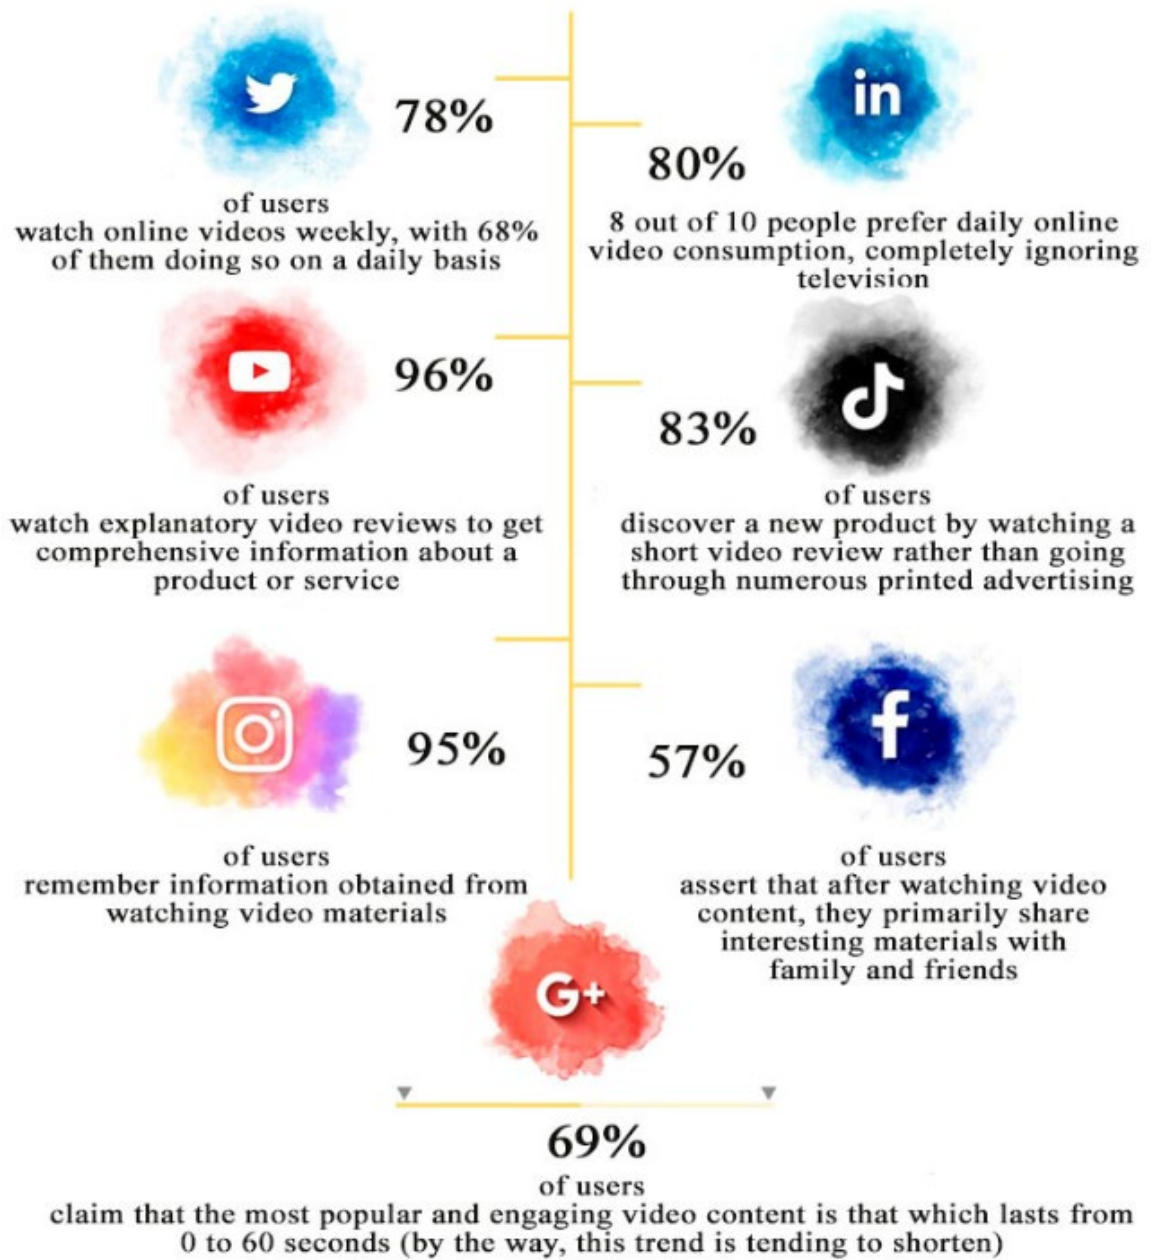 78%
of users
watch online videos weekly, with 68%
of them doing so on a daily basis
in
80%
8 out of 10 people prefer daily online
video consumption, completely ignoring
television
96%
of users
watch explanatory video reviews to get
comprehensive information about a
product or service
83%
of users
discover a new product by watching a
short video review rather than going
through numerous printed advertising
95%
of users
remember information obtained from
watching video materials
f
57%
of users
assert that after watching video
content, they primarily share
interesting materials with
family and friends
G+
69%
of users
claim that the most popular and engaging video content is that which lasts from
0 to 60 seconds (by the way, this trend is tending to shorten)